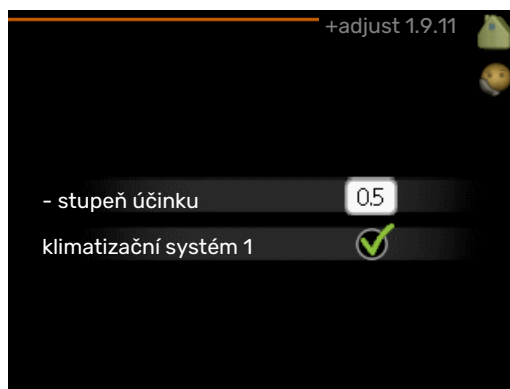 +adjust 1.9.11
- stupeň účinku 0.5
klimatizační systém 1